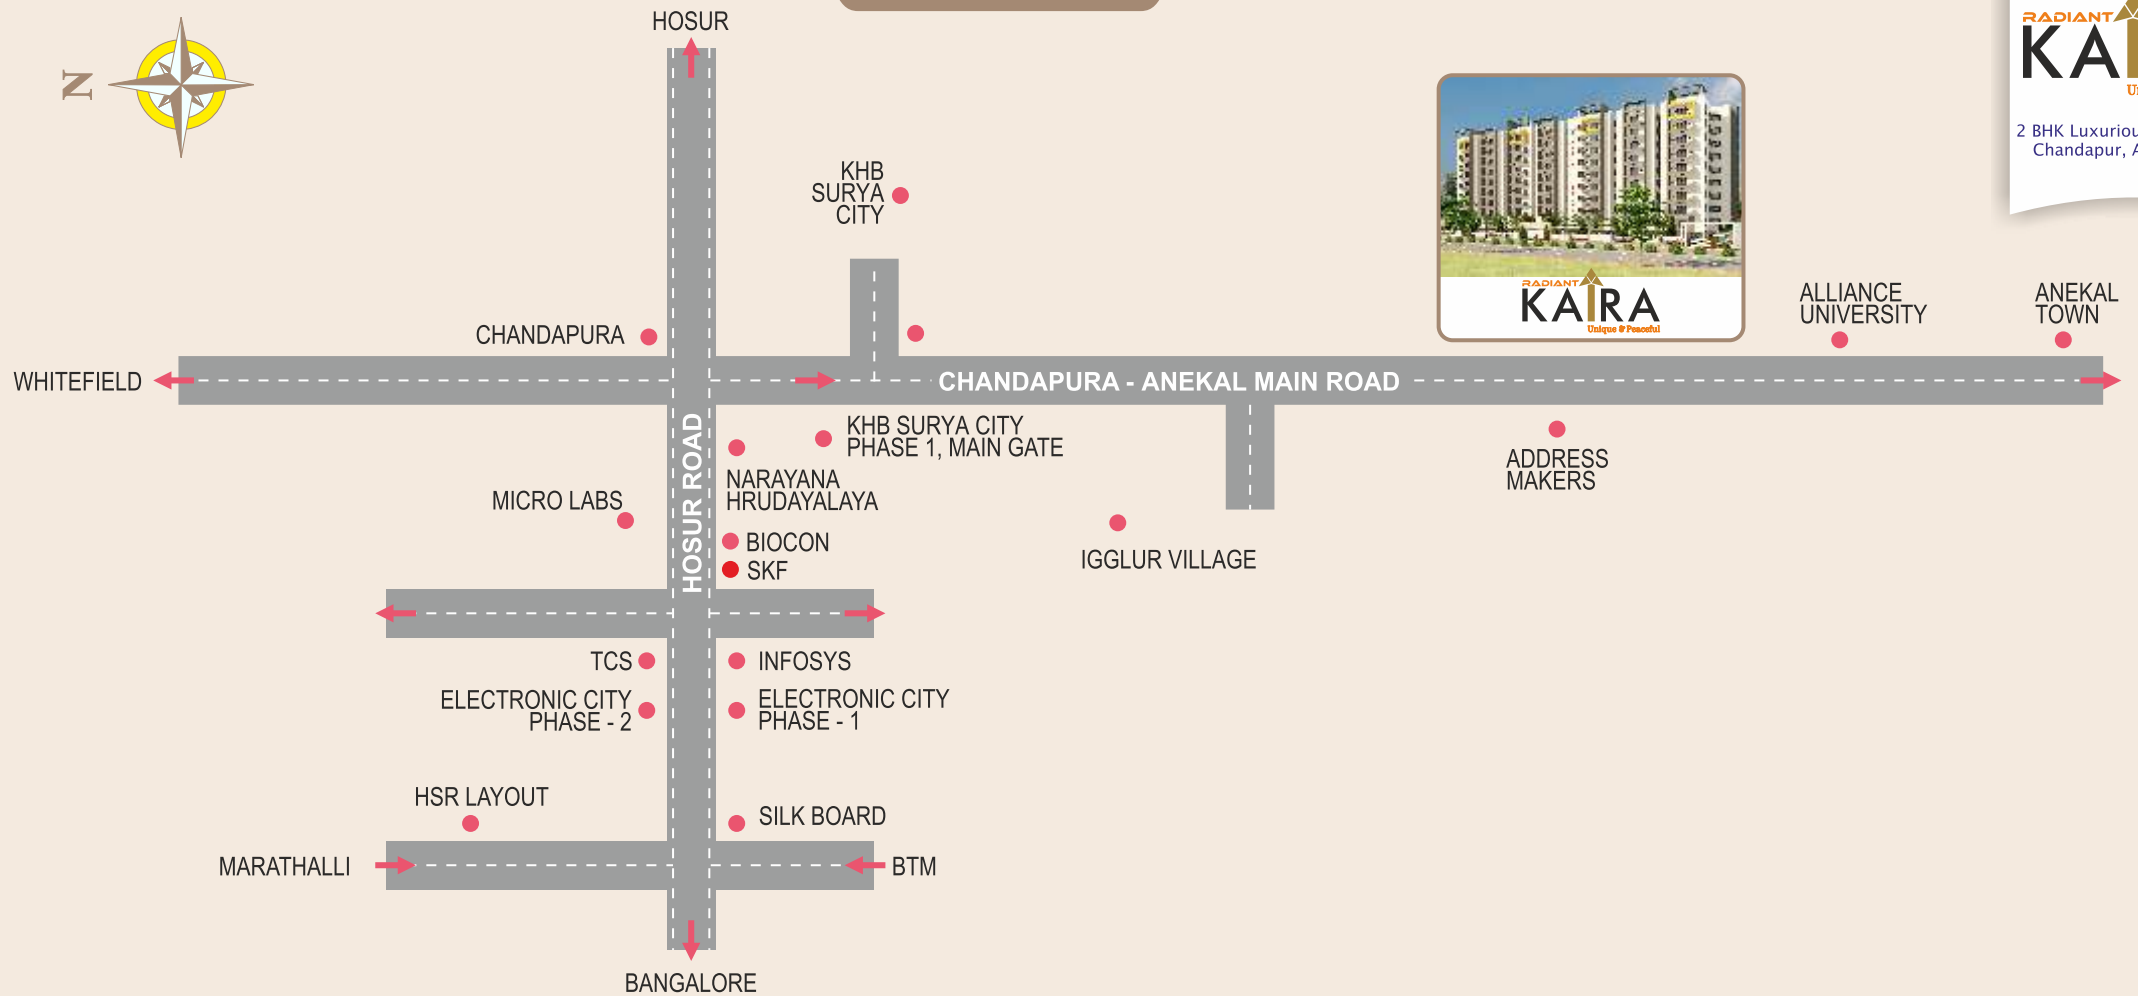 HOSUR
N
RADIANT
KA
2 BHK
Chandapur,
KHB
SURYA
CITY
RADIANT
KAIRA
Unique & Peaceful
ALLIANCE
UNIVERSITY
ANEKAL
TOWN
CHANDAPURA
WHITEFIELD
CHANDAPURA - ANEKAL MAIN ROAD
HOSUR ROAD
KHB SURYA CITY
PHASE 1, MAIN GATE
NARAYANA
HRUDAYALAYA
ADDRESS
MAKERS
MICRO LABS
BIOCON
SKF
IGGLUR VILLAGE
TCS
INFOSYS
ELECTRONIC CITY
PHASE - 2
ELECTRONIC CITY
PHASE - 1
HSR LAYOUT
SILK BOARD
MARATHALLI
BTM
BANGALORE